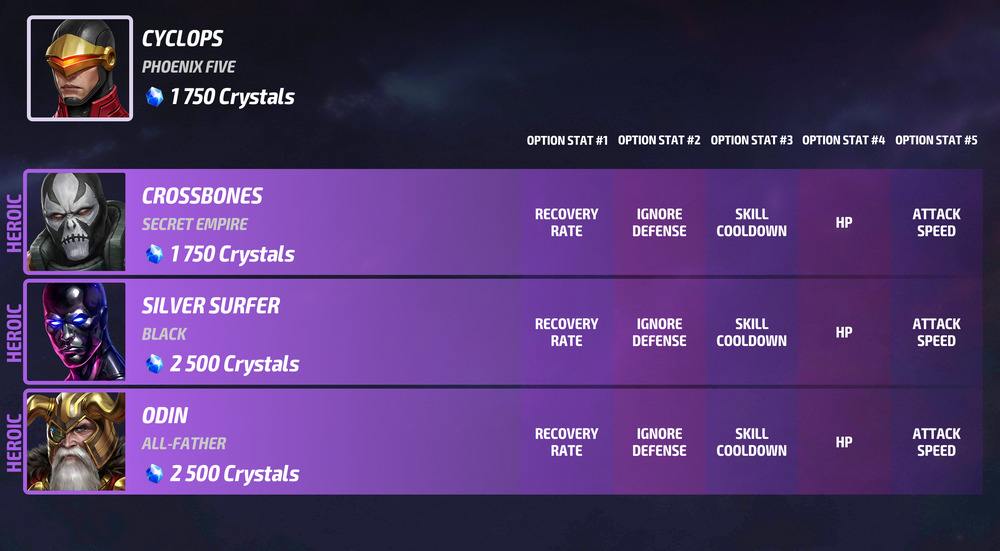 CYCLOPS
PHOENIX FIVE
1 750 Crystals
OPTION STAT #1 OPTION STAT #2 OPTION STAT #3 OPTION STAT #4 OPTION STAT #5
HEROIC
CROSSBONES
SECRET EMPIRE
1 750 Crystals
RECOVERY
RATE
IGNORE
DEFENSE
SKILL
COOLDOWN
HP
ATTACK
SPEED
HEROIC
SILVER SURFER
BLACK
2 500 Crystals
RECOVERY
RATE
IGNORE
DEFENSE
SKILL
COOLDOWN
HP
ATTACK
SPEED
HEROIC
ODIN
ALL-FATHER
2 500 Crystals
RECOVERY
RATE
IGNORE
DEFENSE
SKILL
COOLDOWN
HP
ATTACK
SPEED